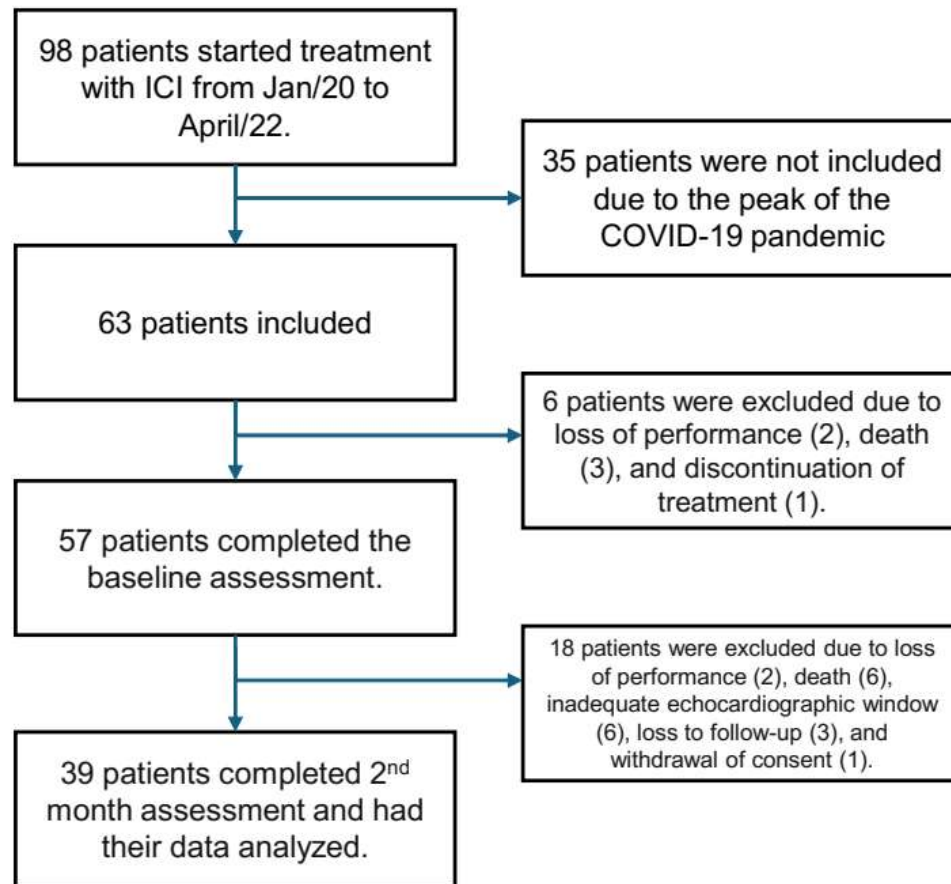 98 patients started treatment
with ICI from Jan/20 to
April/22.
35 patients were not included
due to the peak of the
COVID-19 pandemic
63 patients included
6 patients were excluded due to
loss of performance (2), death
(3), and discontinuation of
treatment (1).
57 patients completed the
baseline assessment.
18 patients were excluded due to loss
of performance (2), death (6),
inadequate echocardiographic window
(6), loss to follow-up (3), and
withdrawal of consent (1).
39 patients completed 2nd
month assessment and had
their data analyzed.